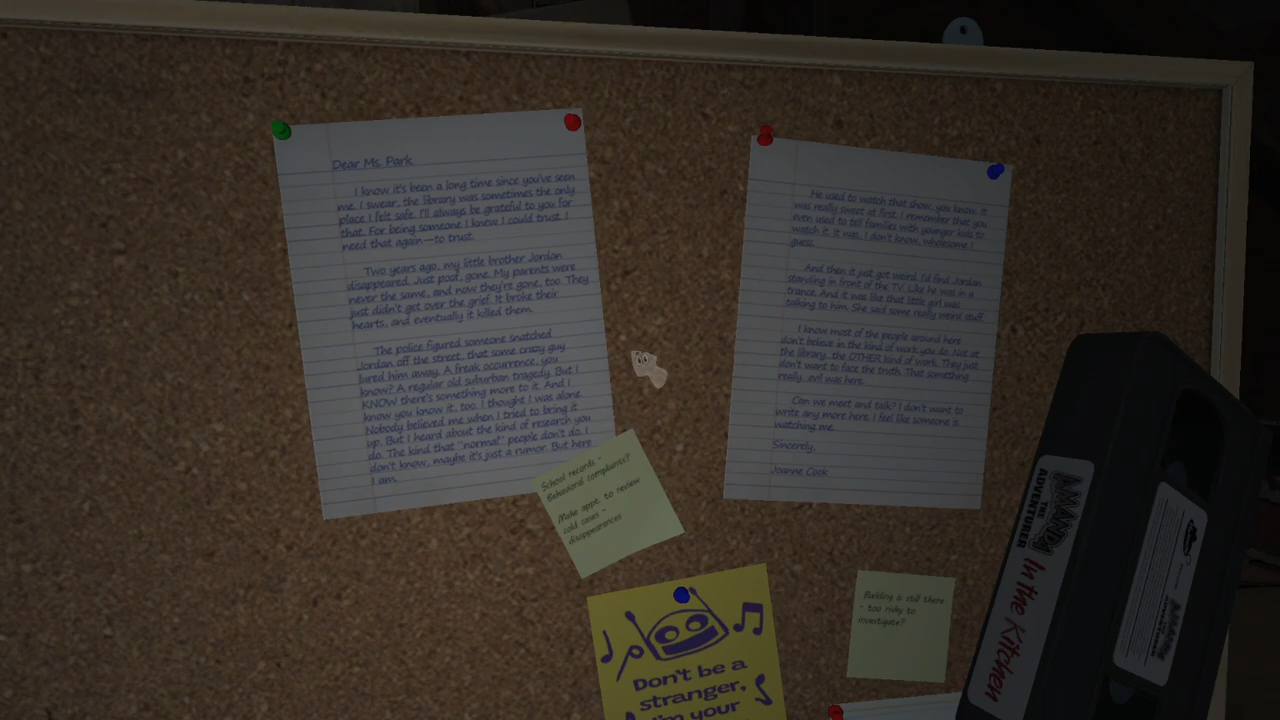 Dear Ms. Park
I know it's been a long time since you've seen
me. I swear, the library was sometimes the only
place I felt safe. I'll always be grateful to you for
that. For being someone I knew I could trust. I
need that again—to trust.
Two years ago, my little brother Jordan
disappeared. Just poof, gone. My parents were
never the same, and now they're gone, too. They
just didn't get over the grief. It broke their
hearts, and eventually it killed them.
The police figured someone snatched
Jordan off the street, that some crazy guy
lured him away. A freak occurrence, you
know? A regular old suburban tragedy. But I
KNOW there's something more to it. And I
know you know it, too. I thought I was alone.
Nobody believed me when I tried to bring it
up. But I heard about the kind of research you
do. The kind that "normal" people don't do. I
don't know, maybe it's just a rumor. But here
I am.
He used to watch that show, you know. It
was really sweet at first. I remember that you
even used to tell families with younger kids to
watch it. It was, I don't know, wholesome I
guess.
And then it just got weird. I'd find Jordan
standing in front of the TV. Like he was in a
trance. And it was like that little girl was
talking to him. She said some really weird stuff.
I know most of the people around here
don't believe in the kind of work you do. Not at
the library, the OTHER kind of work. They just
don't want to face the truth. That something
really...evil was here.
Can we meet and talk? I don't want to
write any more here. I feel like someone is
watching me.
Sincerely,
Joanne Cook
School records -
Behavioral complaints?
Make appt. to review
cold cases -
disappearances
Building is still there
- too risky to
investigate?
Don't be a
stranger.
I'm your
AMANDA
THE
ADVENTURER
In the Kitchen